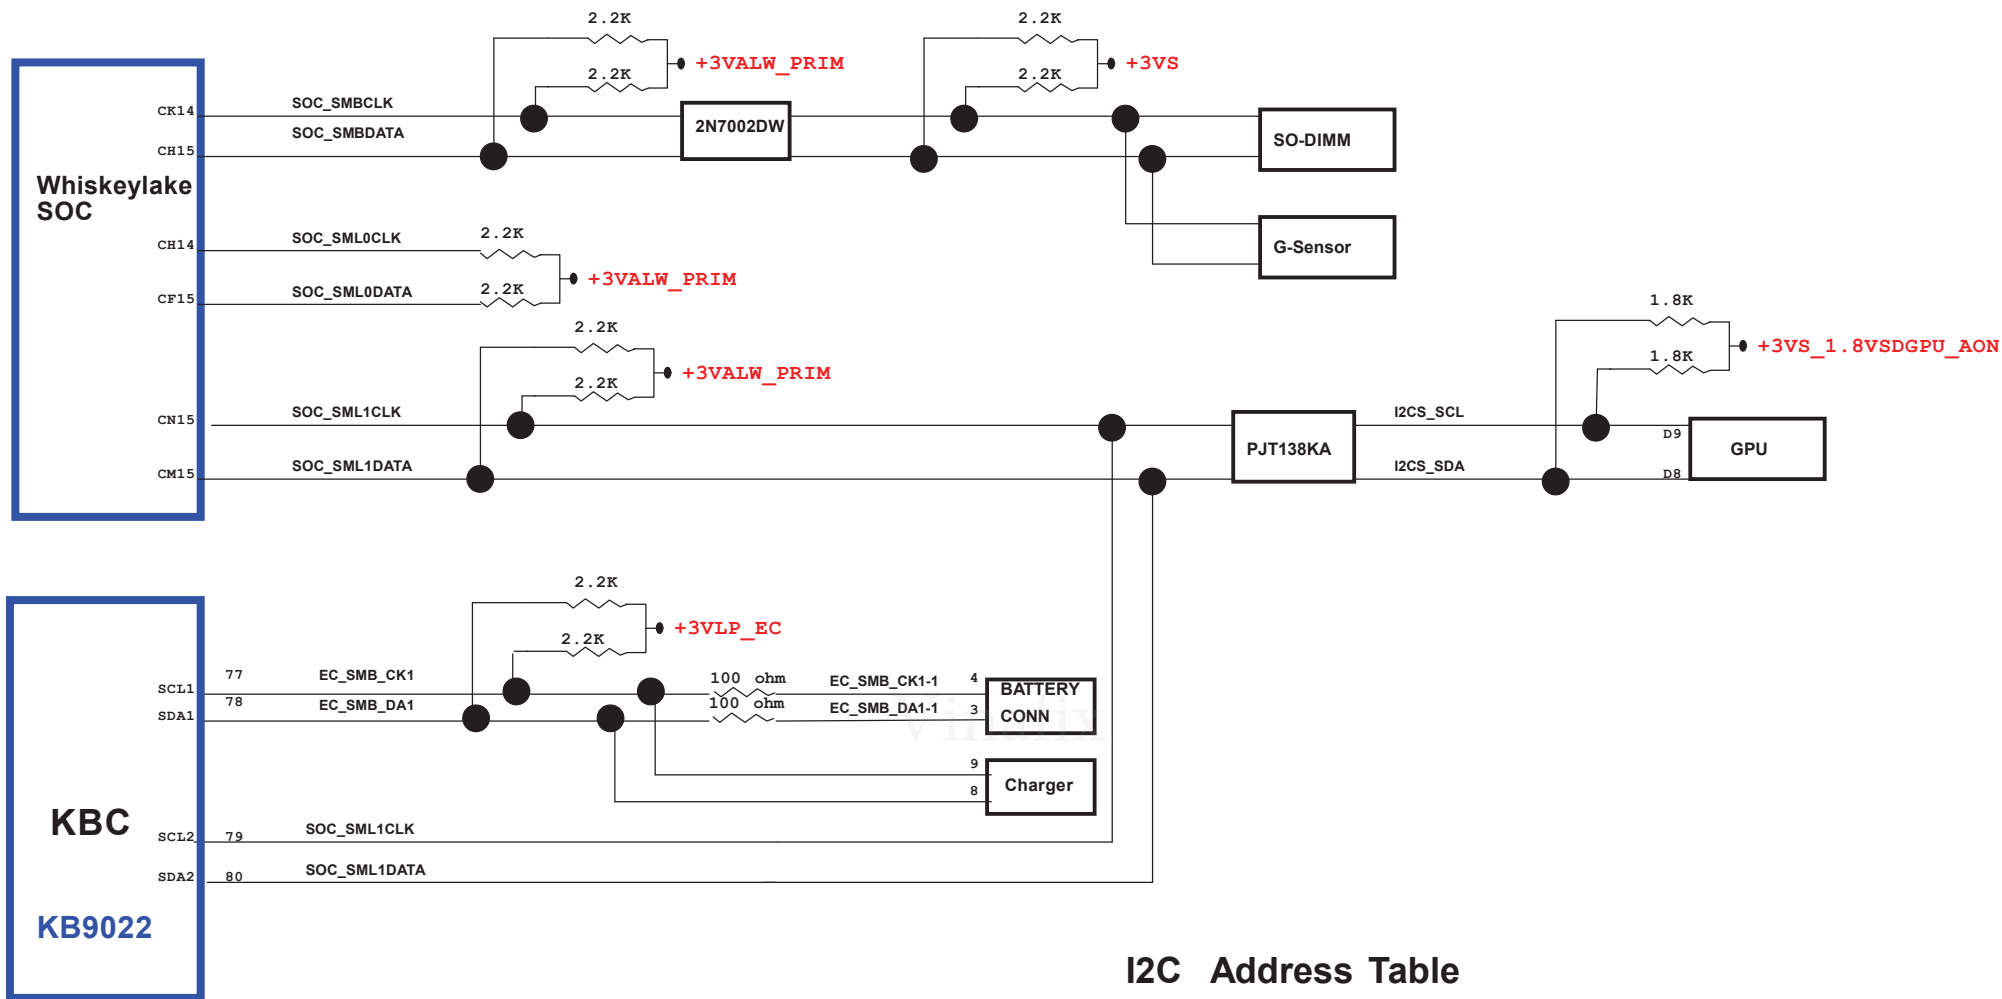 2.2K
2.2K
+3VALW_PRIM
2.2K
2.2K
+3VS
CK14
SOC_SMBCLK
SOC_SMBDATA
CH15
2N7002DW
SO-DIMM
Whiskeylake
SOC
G-Sensor
CH14
SOC_SML0CLK
2.2K
+3VALW_PRIM
CF15
SOC_SML0DATA
2.2K
2.2K
2.2K
+3VALW_PRIM
1.8K
1.8K
+3VS_1.8VSDGPU_AON
CN15
SOC_SML1CLK
CM15
SOC_SML1DATA
PJT138KA
I2CS_SCL
I2CS_SDA
D9
D8
GPU
2.2K
2.2K
+3VLP_EC
SCL1
77
EC_SMB_CK1
100 ohm
EC_SMB_CK1-1
4
BATTERY
SDA1
78
EC_SMB_DA1
100 ohm
EC_SMB_DA1-1
3
CONN
Vinafix
9
8
Charger
KBC
SCL2
79
SOC_SML1CLK
SDA2
80
SOC_SML1DATA
KB9022
I2C Address Table